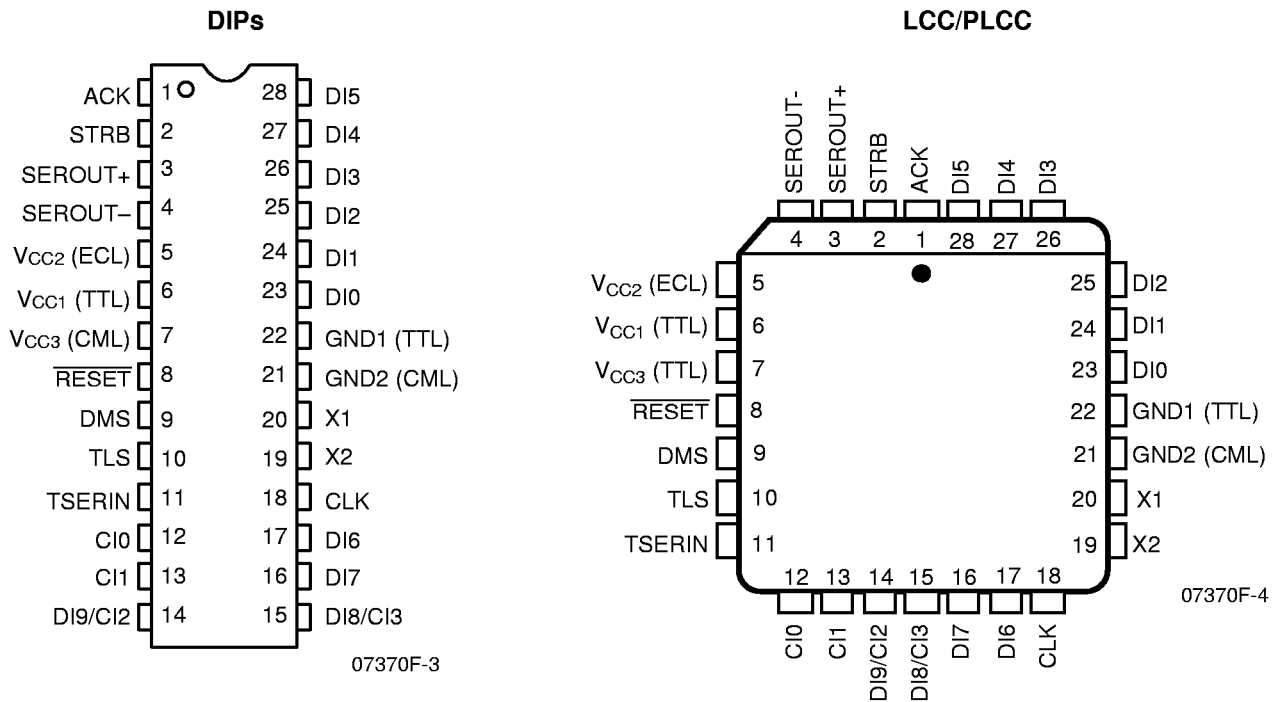 DIPs
ACK 1 28 DI5
STRB 2 27 DI4
SEROUT+ 3 26 DI3
SEROUT– 4 25 DI2
VCC2 (ECL) 5 24 DI1
VCC1 (TTL) 6 23 DI0
VCC3 (CML) 7 22 GND1 (TTL)
RESET 8 21 GND2 (CML)
DMS 9 20 X1
TLS 10 19 X2
TSERIN 11 18 CLK
CI0 12 17 DI6
CI1 13 16 DI7
DI9/CI2 14 15 DI8/CI3
07370F-3
LCC/PLCC
SEROUT- SEROUT+ STRB ACK DI5 DI4 DI3
4 3 2 1 28 27 26
VCC2 (ECL) 5 25 DI2
VCC1 (TTL) 6 24 DI1
VCC3 (TTL) 7 23 DI0
RESET 8 22 GND1 (TTL)
DMS 9 21 GND2 (CML)
TLS 10 20 X1
TSERIN 11 19 X2
12 13 14 15 16 17 18
CI0 CI1 DI9/CI2 DI8/CI3 DI7 DI6 CLK
07370F-4